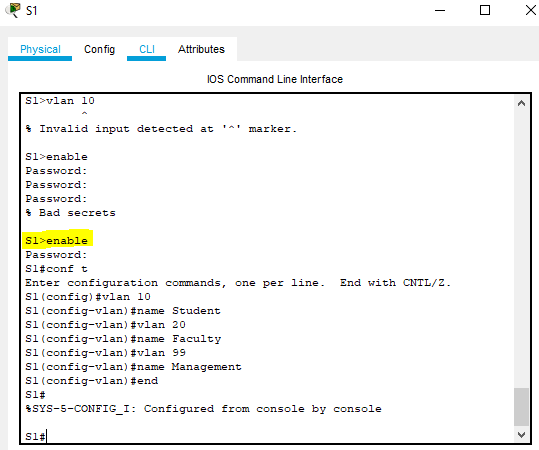 S1
Physical Config CLI Attributes
IOS Command Line Interface
S1>vlan 10
^
% Invalid input detected at '^' marker.
S1>enable
Password:
Password:
Password:
% Bad secrets
S1>enable
Password:
S1#conf t
Enter configuration commands, one per line.  End with CNTL/Z.
S1(config)#vlan 10
S1(config-vlan)#name Student
S1(config-vlan)#vlan 20
S1(config-vlan)#name Faculty
S1(config-vlan)#vlan 99
S1(config-vlan)#name Management
S1(config-vlan)#end
S1#
%SYS-5-CONFIG_I: Configured from console by console
S1#